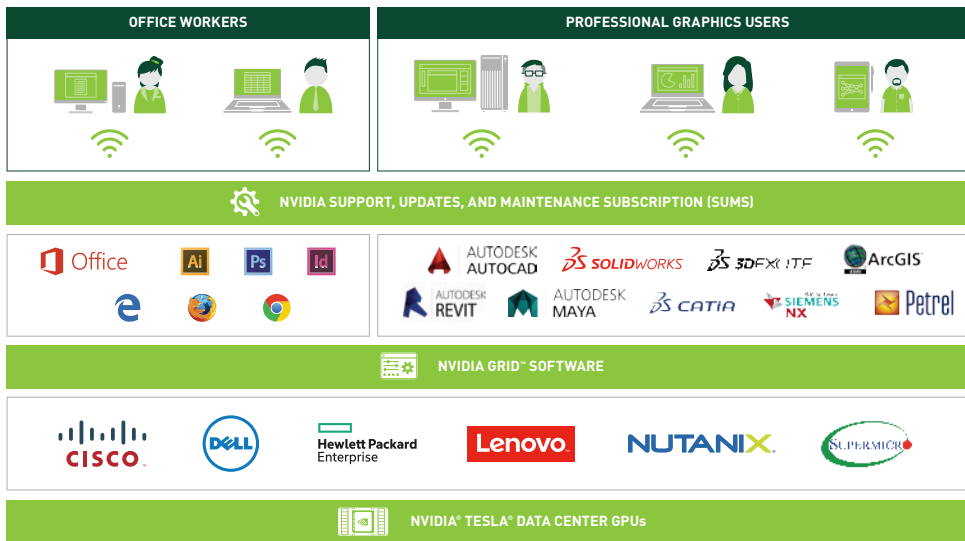 OFFICE WORKERS
PROFESSIONAL GRAPHICS USERS
NVIDIA SUPPORT, UPDATES, AND MAINTENANCE SUBSCRIPTION (SUMS)
Office
Ai
Ps
Id
AUTODESK
AUTOCAD
SOLIDWORKS
ArcGIS
AUTODESK
REVIT
AUTODESK
MAYA
CATIA
SIEMENS
NX
Petrel
NVIDIA GRID™ SOFTWARE
CISCO
DELL
Hewlett Packard
Enterprise
Lenovo
NUTANIX
SUPERMICRO
NVIDIA® TESLA® DATA CENTER GPUs